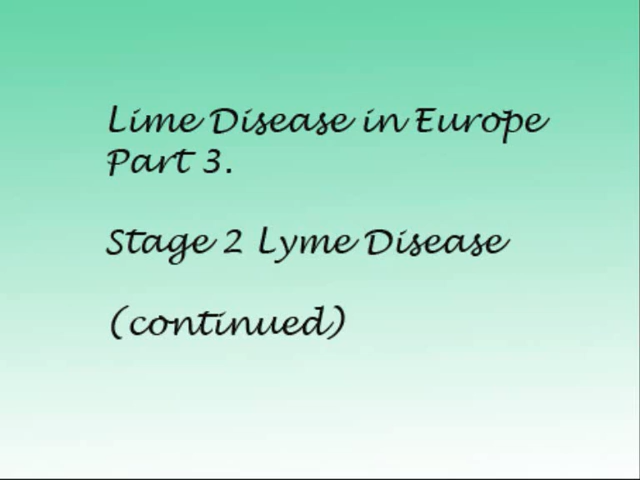 Lime Disease in Europe
Part 3.
Stage 2 Lyme Disease
(continued)